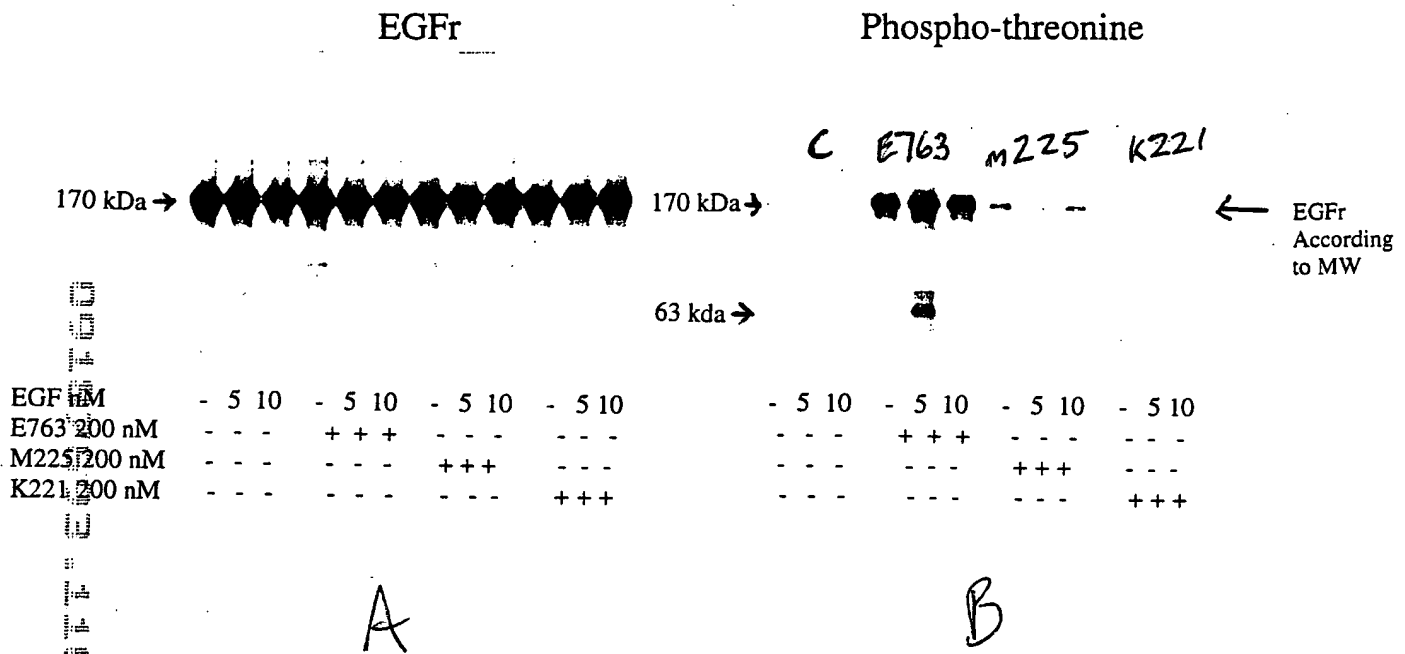 EGFr
Phospho-threonine
C E763 M225 K221
170 kDa →
170 kDa →
← EGFr
According
to MW
63 kda →
EGF nM - 5 10 - 5 10 - 5 10 - 5 10 - 5 10 - 5 10 - 5 10 - 5 10
E763 200 nM - - - + + + - - - - - - - - - + + + - - - - - -
M225 200 nM - - - - - - + + + - - - - - - - - - + + + - - -
K221 200 nM - - - - - - - - - + + + - - - - - - - - - + + +
A
B